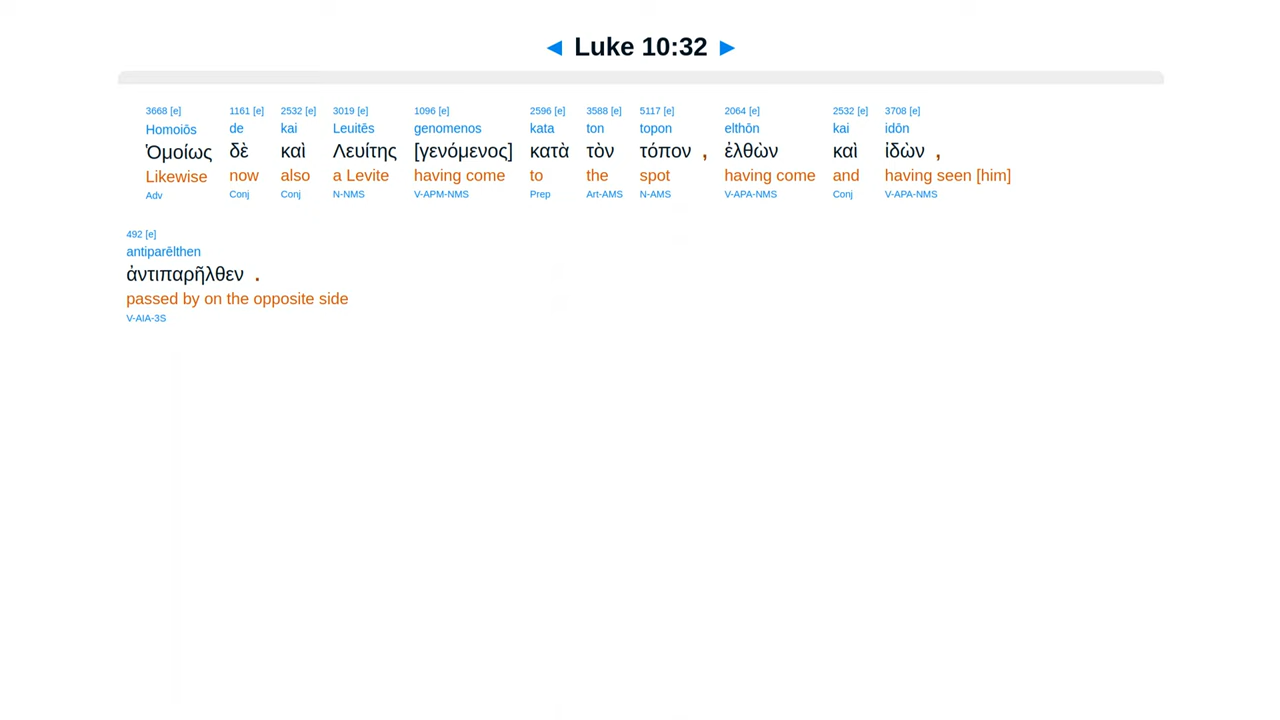 ◄ Luke 10:32 ►
3668 [e] 1161 [e] 2532 [e] 3019 [e] 1096 [e] 2596 [e] 3588 [e] 5117 [e] 2064 [e] 2532 [e] 3708 [e]
Homoiōs de kai Leuitēs genomenos kata ton topon elthōn kai idōn
Ὁμοίως δὲ καὶ Λευίτης [γενόμενος] κατὰ τὸν τόπον , ἐλθὼν καὶ ἰδὼν ,
Likewise now also a Levite having come to the spot having come and having seen [him]
Adv Conj Conj N-NMS V-APM-NMS Prep Art-AMS N-AMS V-APA-NMS Conj V-APA-NMS
492 [e]
antiparēlthen
ἀντιπαρῆλθεν .
passed by on the opposite side
V-AIA-3S